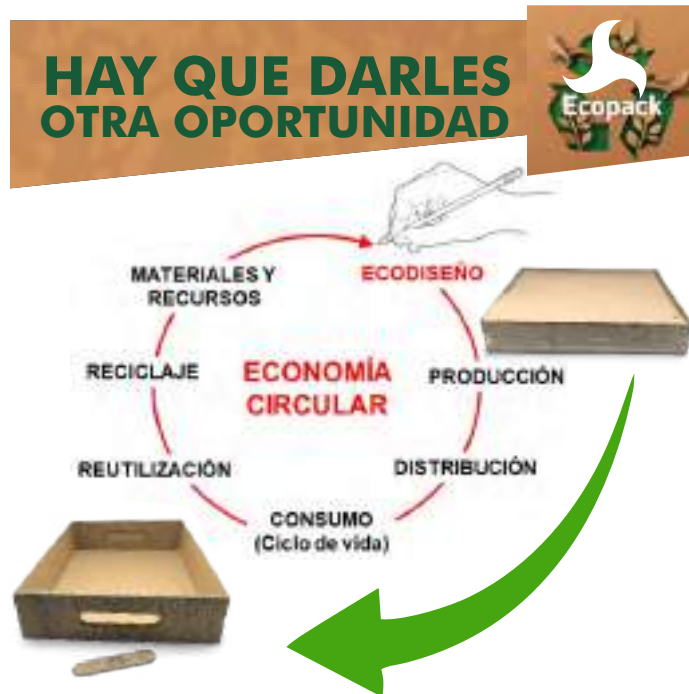 HAY QUE DARLES
OTRA OPORTUNIDAD
Ecopack
MATERIALES Y
RECURSOS
ECODISEÑO
RECICLAJE
ECONOMÍA
CIRCULAR
PRODUCCIÓN
REUTILIZACIÓN
DISTRIBUCIÓN
CONSUMO
(Ciclo de vida)